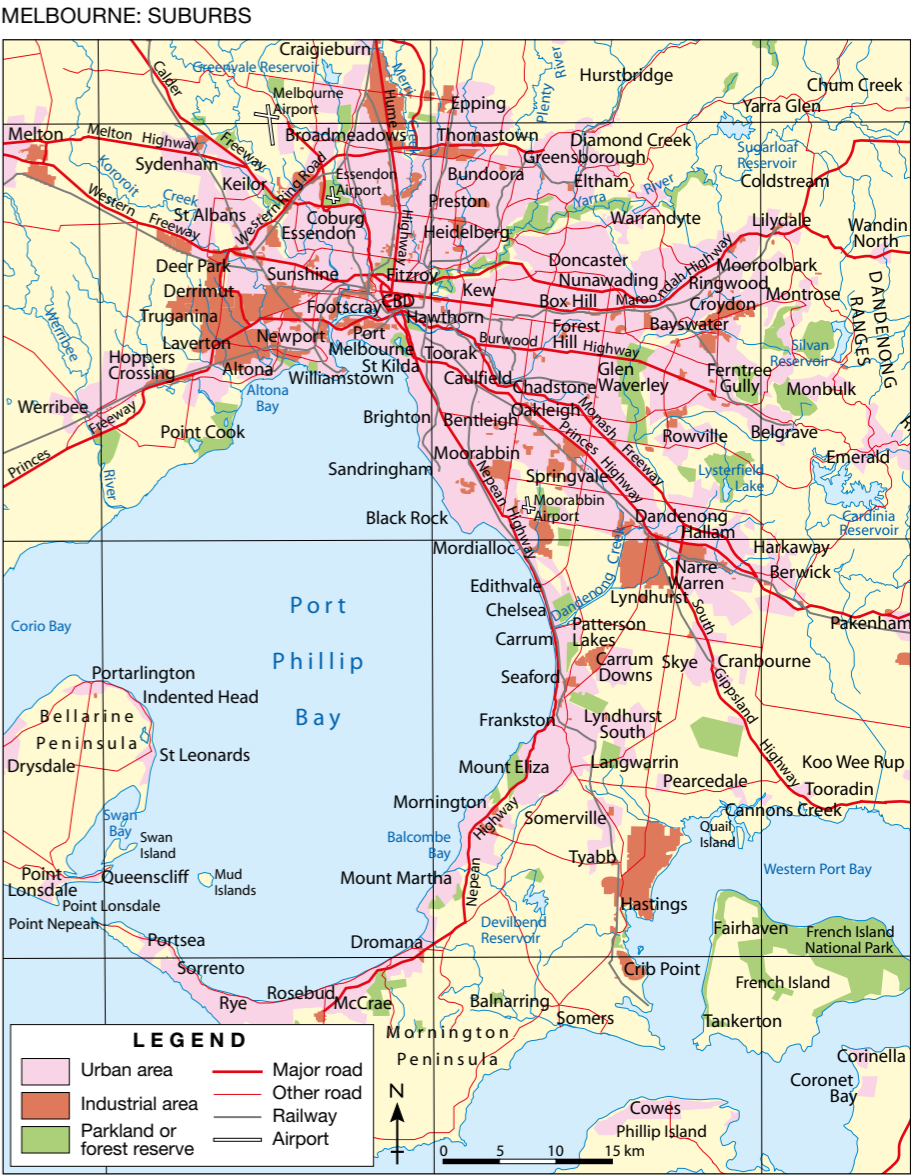 MELBOURNE: SUBURBS
Craigieburn
Greenvale Reservoir
Calder
Freeway
Merri
Creek
Hume
Highway
Plenty River
Hurstbridge
Chum Creek
Melbourne
Airport
Epping
Yarra Glen
Melton
Melton Highway
Broadmeadows
Thomastown
Diamond Creek
Greensborough
Sugarloaf
Reservoir
Sydenham
Kororoit
Creek
Keilor
Western Ring Road
Essendon
Airport
Bundoora
Eltham
Coldstream
Western
Freeway
St Albans
Preston
Yarra
River
Coburg
Essendon
Heidelberg
Warrandyte
Lilydale
Wandin
North
Deer Park
Sunshine
Fitzroy
Doncaster
Nunawading
Mooroolbark
Ringwood
Montrose
DANDENONG
RANGES
Derrimut
Footscray
CBD
Kew
Box Hill
Maroondah Highway
Croydon
Truganina
Hawthorn
Forest
Hill
Bayswater
Werribee
Laverton
Newport
Port
Melbourne
Toorak
Burwood
Highway
Silvan
Reservoir
Hoppers
Crossing
Altona
Williamstown
St Kilda
Caulfield
Chadstone
Glen
Waverley
Ferntree
Gully
Monbulk
Altona
Bay
Werribee
Freeway
Princes
Point Cook
Brighton
Bentleigh
Oakleigh
Monash
Freeway
Princes
Highway
Rowville
Belgrave
River
Sandringham
Moorabbin
Springvale
Lysterfield
Lake
Emerald
Nepean Highway
Moorabbin
Airport
Black Rock
Dandenong
Hallam
Cardinia
Reservoir
Mordialloc
Harkaway
Narre
Warren
Berwick
Edithvale
Dandenong Creek
Lyndhurst
Chelsea
South
Gippsland
Highway
Corio Bay
Port
Phillip
Bay
Patterson
Lakes
Pakenham
Carrum
Carrum
Downs
Skye
Cranbourne
Portarlington
Seaford
Indented Head
Bellarine
Peninsula
Frankston
Lyndhurst
South
St Leonards
Drysdale
Mount Eliza
Langwarrin
Koo Wee Rup
Pearcedale
Tooradin
Mornington
Cannons Creek
Swan
Bay
Highway
Nepean
Somerville
Quail
Island
Swan
Island
Balcombe
Bay
Tyabb
Western Port Bay
Point
Lonsdale
Queenscliff
Mud
Islands
Mount Martha
Point Lonsdale
Hastings
Point Nepean
Devilbend
Reservoir
Fairhaven
French Island
National Park
Portsea
Dromana
Sorrento
Crib Point
French Island
Rye
Rosebud
McCrae
Balnarring
Somers
Tankerton
Mornington
Peninsula
Corinella
Coronet
Bay
Cowes
Phillip Island
LEGEND
Urban area
Industrial area
Parkland or
forest reserve
Major road
Other road
Railway
Airport
N
0 5 10 15 km